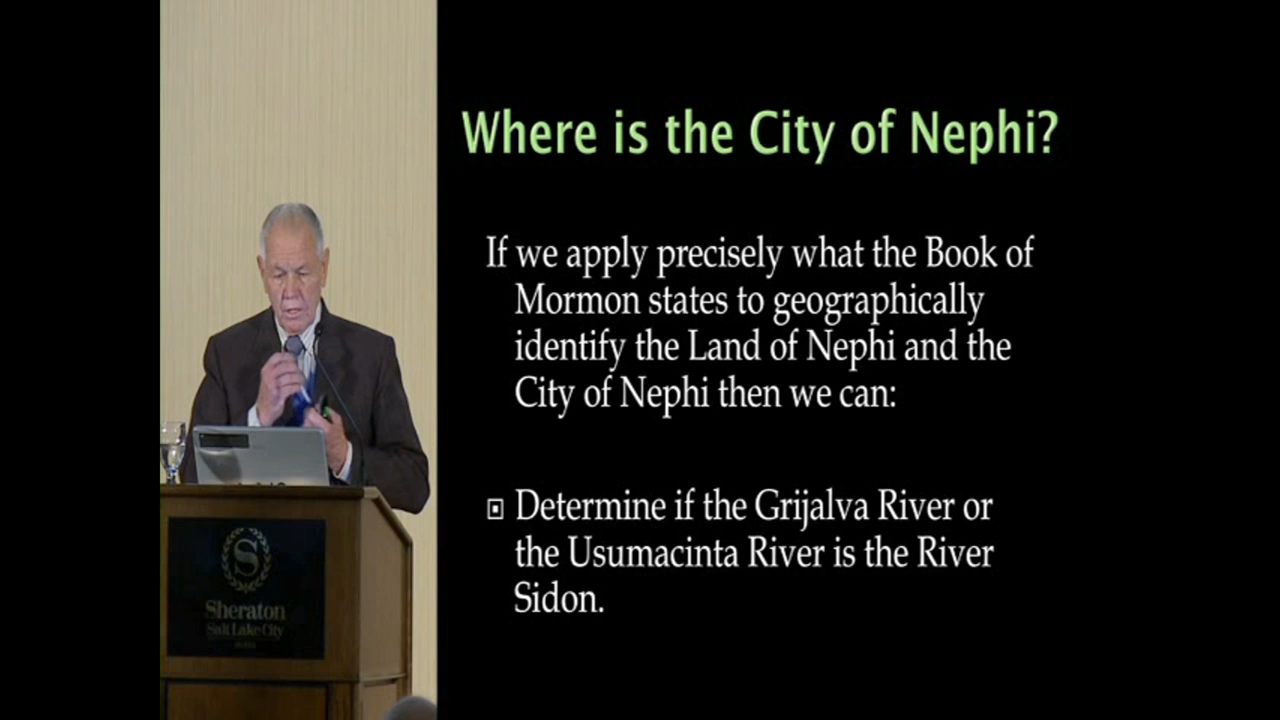 Where is the City of Nephi?
If we apply precisely what the Book of
Mormon states to geographically
identify the Land of Nephi and the
City of Nephi then we can:
Determine if the Grijalva River or
the Usumacinta River is the River
Sidon.
S
Sheraton
Salt Lake City